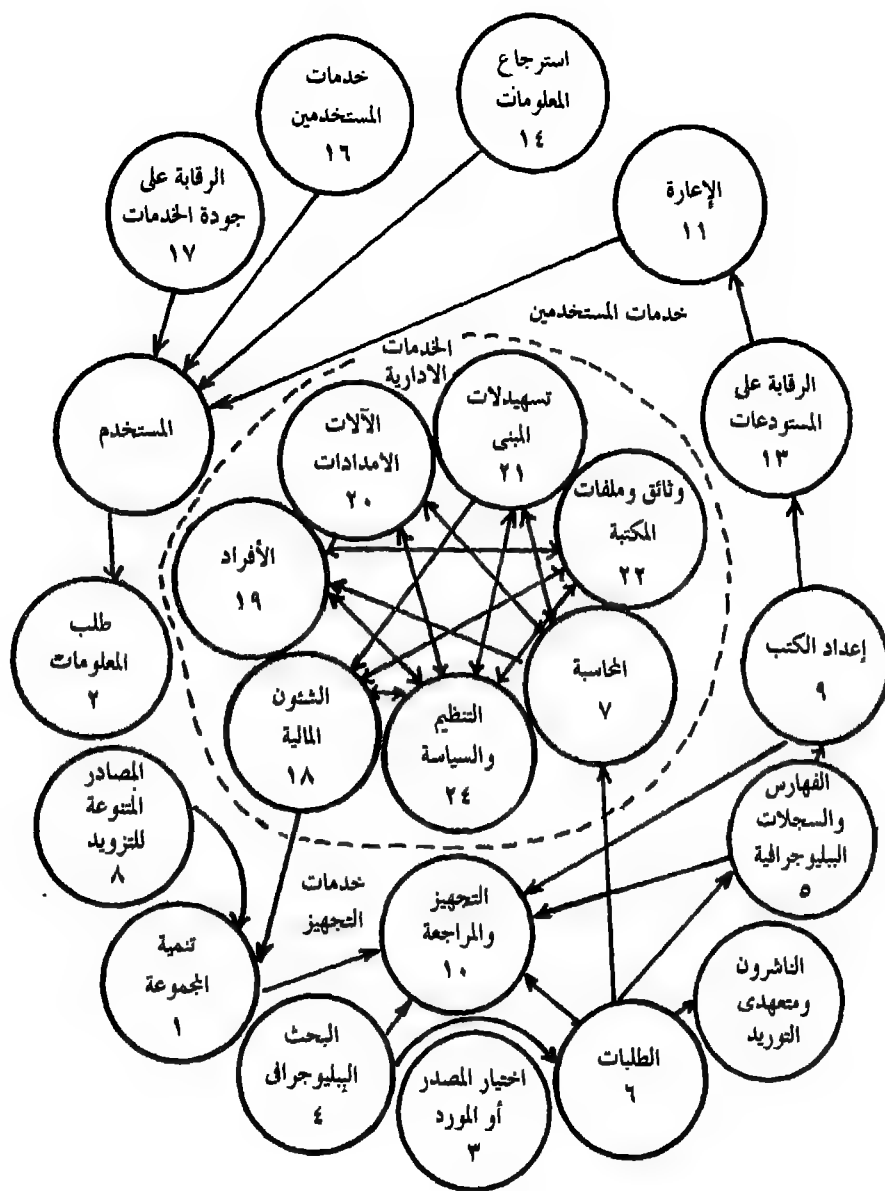 استرجاع
المعلومات
١٤
خدمات
المستخدمين
١٦
الرقابة على
جودة الخدمات
١٧
الإعارة
١١
خدمات المستخدمين
الخدمات
الادارية
الرقابة على
المستودعات
١٣
المستخدم
الآلات
الامدادات
٢٠
تسهيدلات
المبنى
٢١
وثائق وملفات
المكتبة
٢٢
الأفراد
١٩
طلب
المعلومات
٢
إعداد الكتب
٩
المحاسبة
٧
الشئون
المالية
١٨
التنظيم
والسياسة
٢٤
المصادر
المتنوعة
للتزويد
٨
الفهارس
والسجلات
الببليوجرافية
٥
خدمات
التجهيز
التجهيز
والمراجعة
١٠
تنمية
المجموعة
١
الناشرون
ومتعهدى
التوريد
البحث
الببليوجرافى
٤
اختيار المصدر
أو المورد
٣
الطلبات
٦